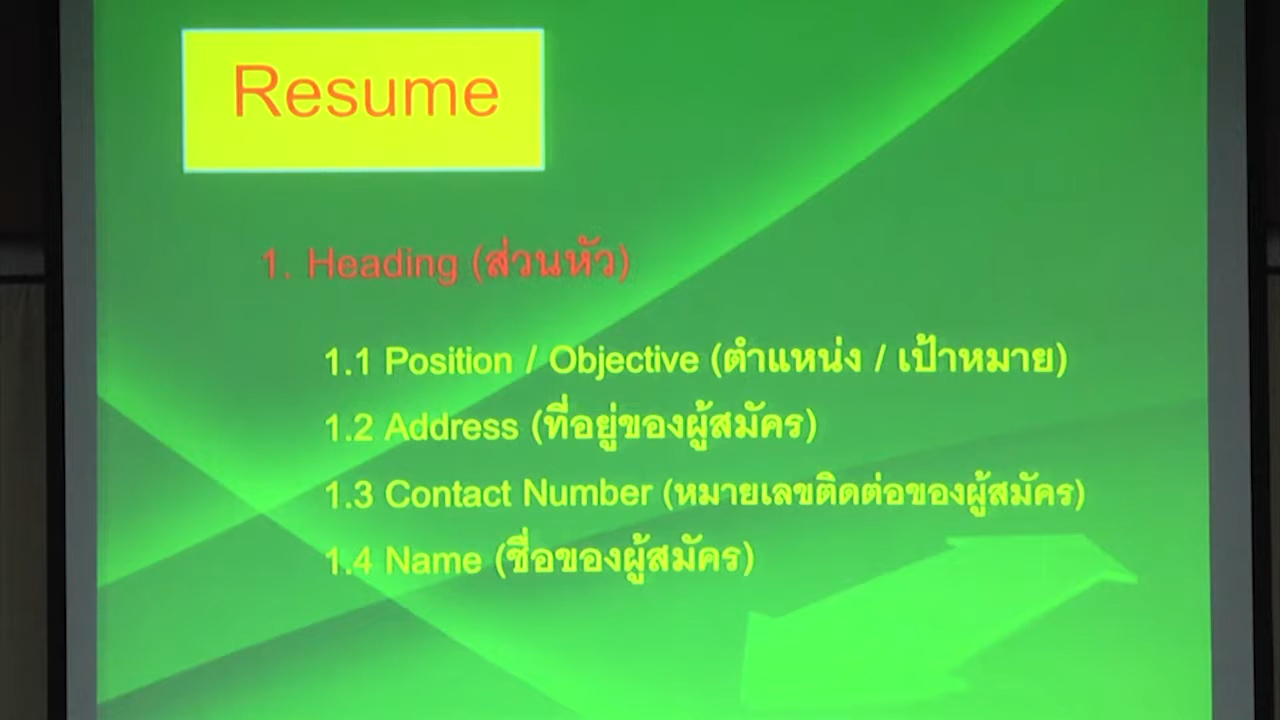 Resume
1. Heading (ส่วนหัว)
1.1 Position / Objective (ตำแหน่ง / เป้าหมาย)
1.2 Address (ที่อยู่ของผู้สมัคร)
1.3 Contact Number (หมายเลขติดต่อของผู้สมัคร)
1.4 Name (ชื่อของผู้สมัคร)